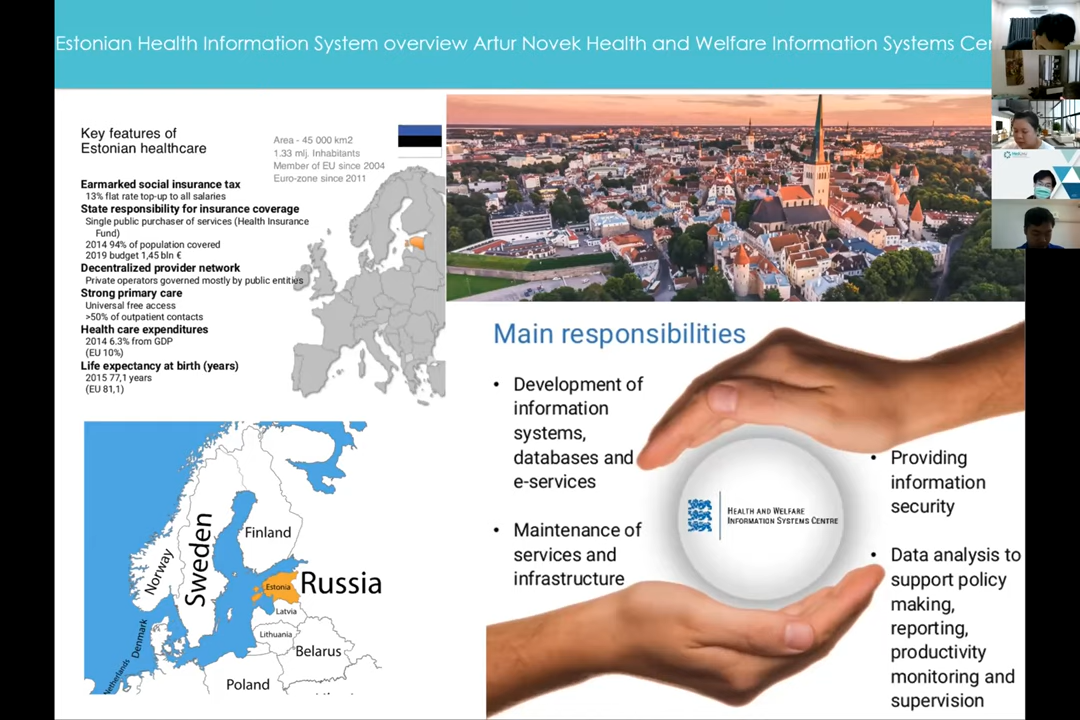 Estonian Health Information System overview Artur Novek Health and Welfare Information Systems Cen
Key features of
Estonian healthcare
Area - 45 000 km2
1.33 mlj. Inhabitants
Member of EU since 2004
Euro-zone since 2011
Earmarked social insurance tax
13% flat rate top-up to all salaries
State responsibility for insurance coverage
Single public purchaser of services (Health Insurance
Fund)
2014 94% of population covered
2019 budget 1,45 bln €
Decentralized provider network
Private operators governed mostly by public entities
Strong primary care
Universal free access
>50% of outpatient contacts
Health care expenditures
2014 6.3% from GDP
(EU 10%)
Life expectancy at birth (years)
2015 77,1 years
(EU 81,1)
Norway
Sweden
Finland
Estonia
Russia
Latvia
Lithuania
Belarus
Poland
Denmark
Netherlands
Main responsibilities
• Development of
information
systems,
databases and
e-services
• Maintenance of
services and
infrastructure
HEALTH AND WELFARE
INFORMATION SYSTEMS CENTRE
• Providing
information
security
• Data analysis to
support policy
making,
reporting,
productivity
monitoring and
supervision